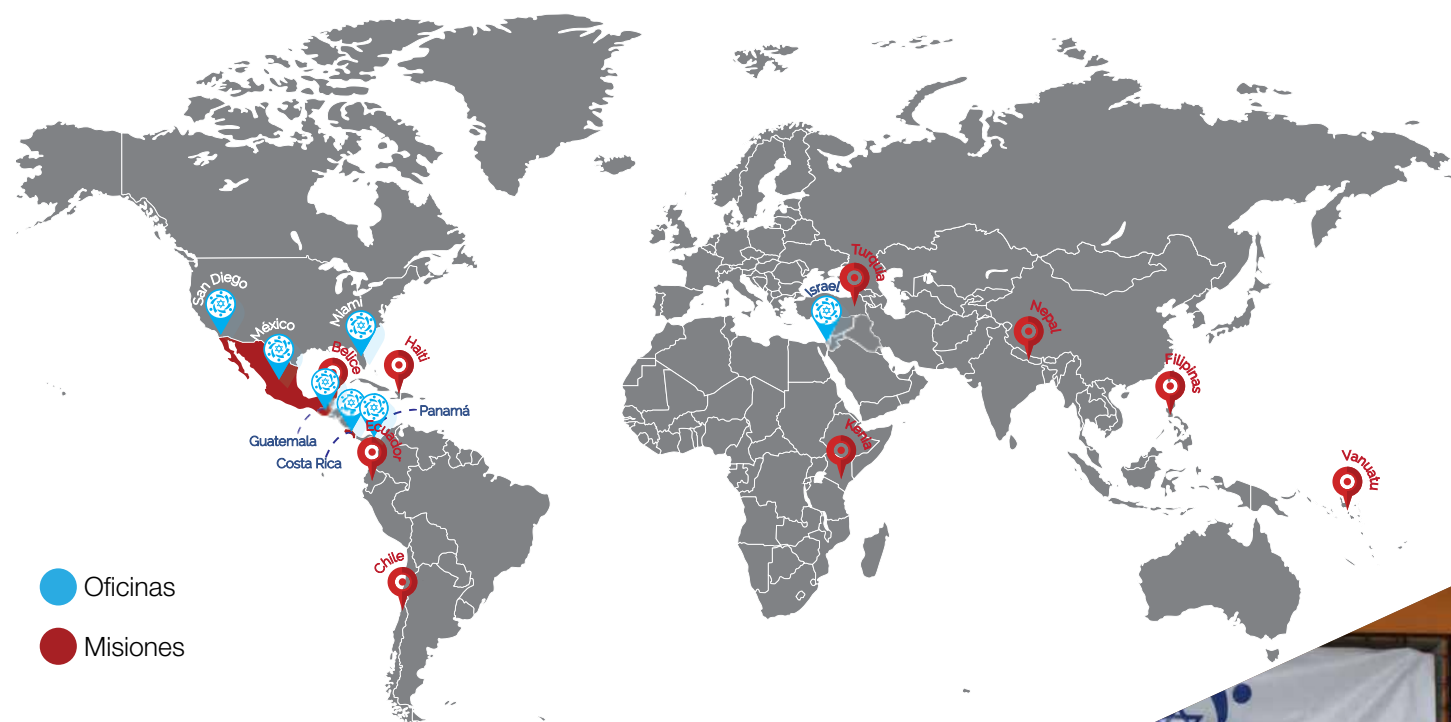 San Diego
México
Miami
Belice
Haiti
Guatemala
Costa Rica
Panamá
Ecuador
Chile
Israel
Turquía
Nepal
Filipinas
Kenia
Vanuatu
Oficinas
Misiones